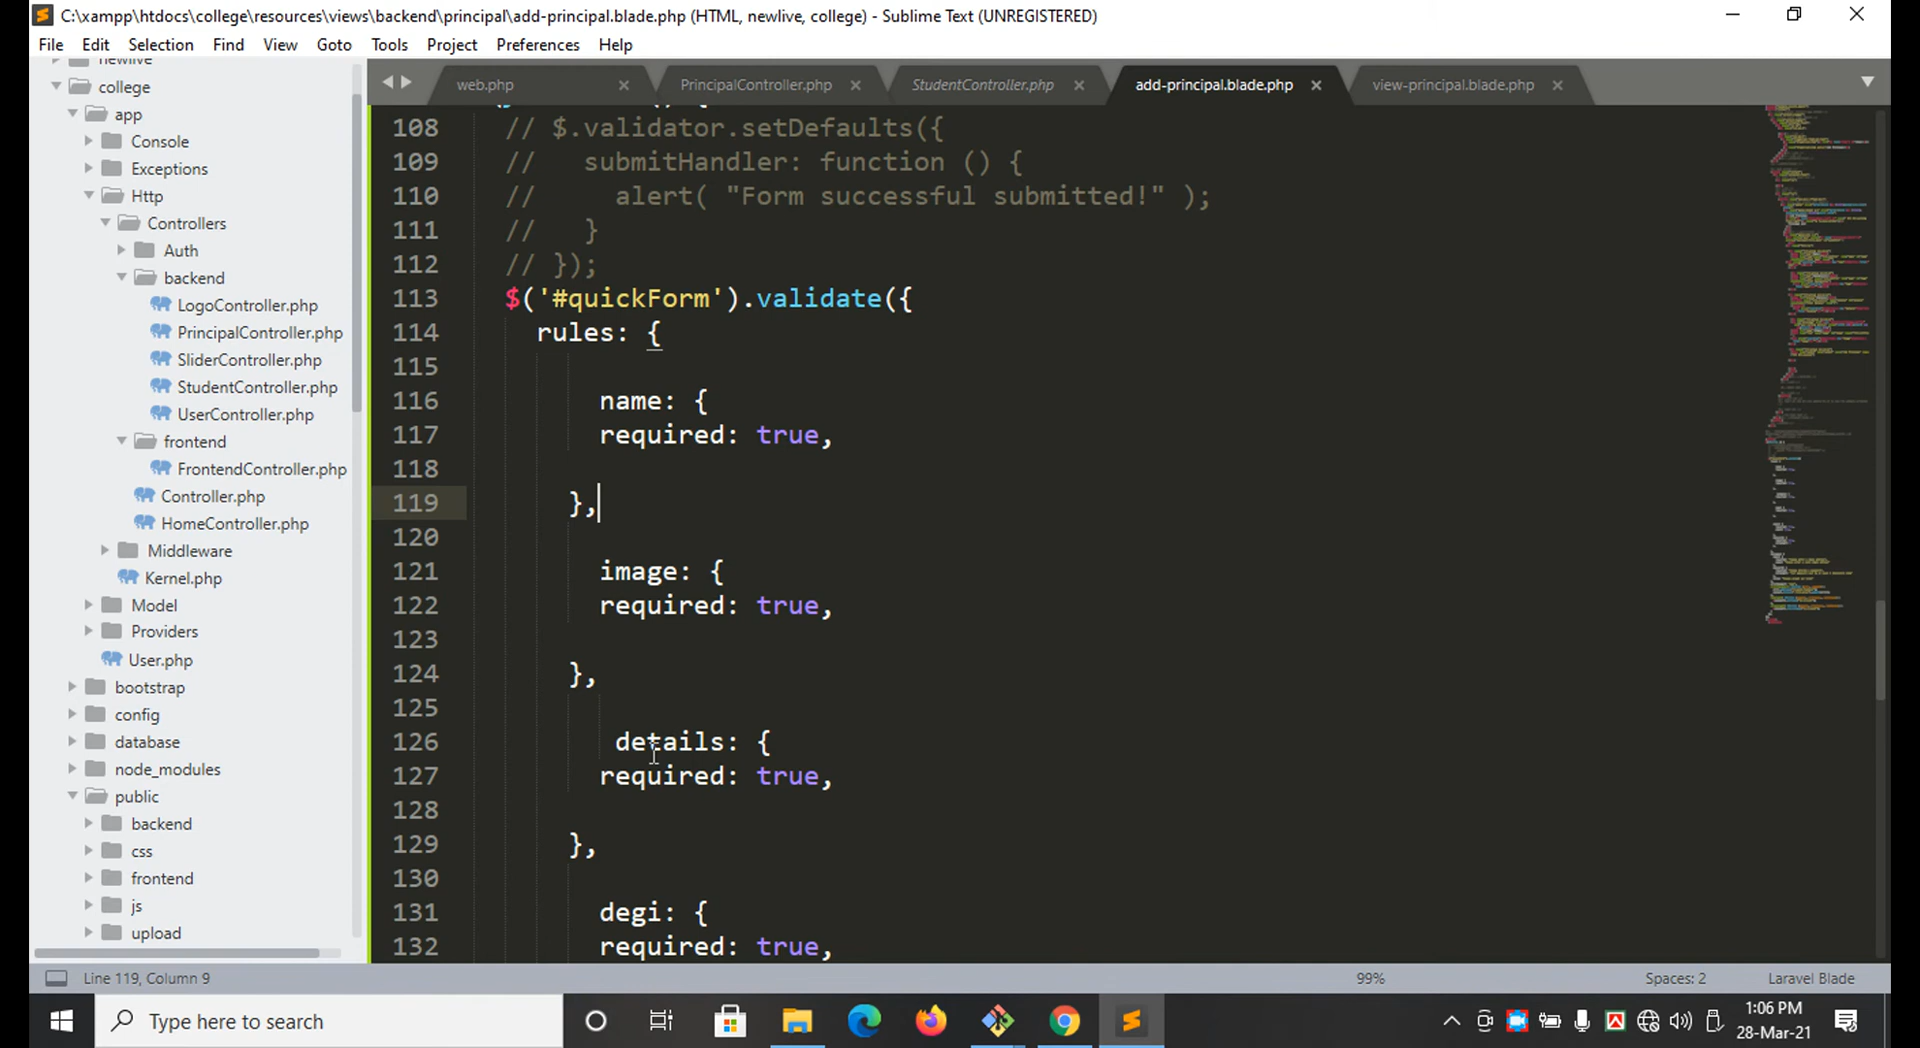 C:\xampp\htdocs\college\resources\views\backend\principal\add-principal.blade.php (HTML, newlive, college) - Sublime Text (UNREGISTERED)
File Edit Selection Find View Goto Tools Project Preferences Help
newlive
college
app
Console
Exceptions
Http
Controllers
Auth
backend
LogoController.php
PrincipalController.php
SliderController.php
StudentController.php
UserController.php
frontend
FrontendController.php
Controller.php
HomeController.php
Middleware
Kernel.php
Model
Providers
User.php
bootstrap
config
database
node_modules
public
backend
css
frontend
js
upload
web.php PrincipalController.php StudentController.php add-principal.blade.php view-principal.blade.php
108 // $.validator.setDefaults({
109 // submitHandler: function () {
110 // alert( "Form successful submitted!" );
111 // }
112 // });
113 $('#quickForm').validate({
114 rules: {
115
116 name: {
117 required: true,
118
119 },
120
121 image: {
122 required: true,
123
124 },
125
126 details: {
127 required: true,
128
129 },
130
131 degi: {
132 required: true,
Line 119, Column 9 99% Spaces: 2 Laravel Blade
Type here to search
1:06 PM
28-Mar-21